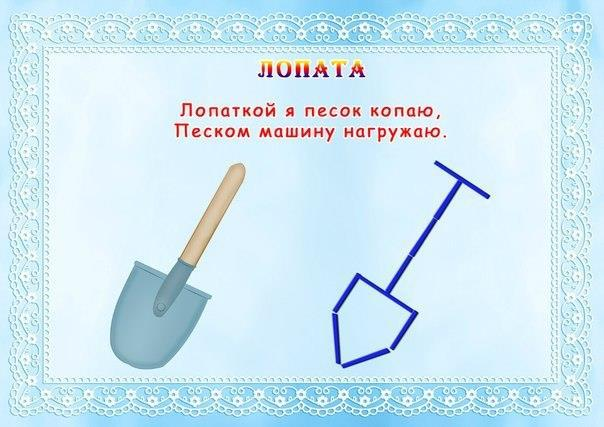 ЛОПАТА
Лопаткой я песок копаю,
Песком машину нагружаю.